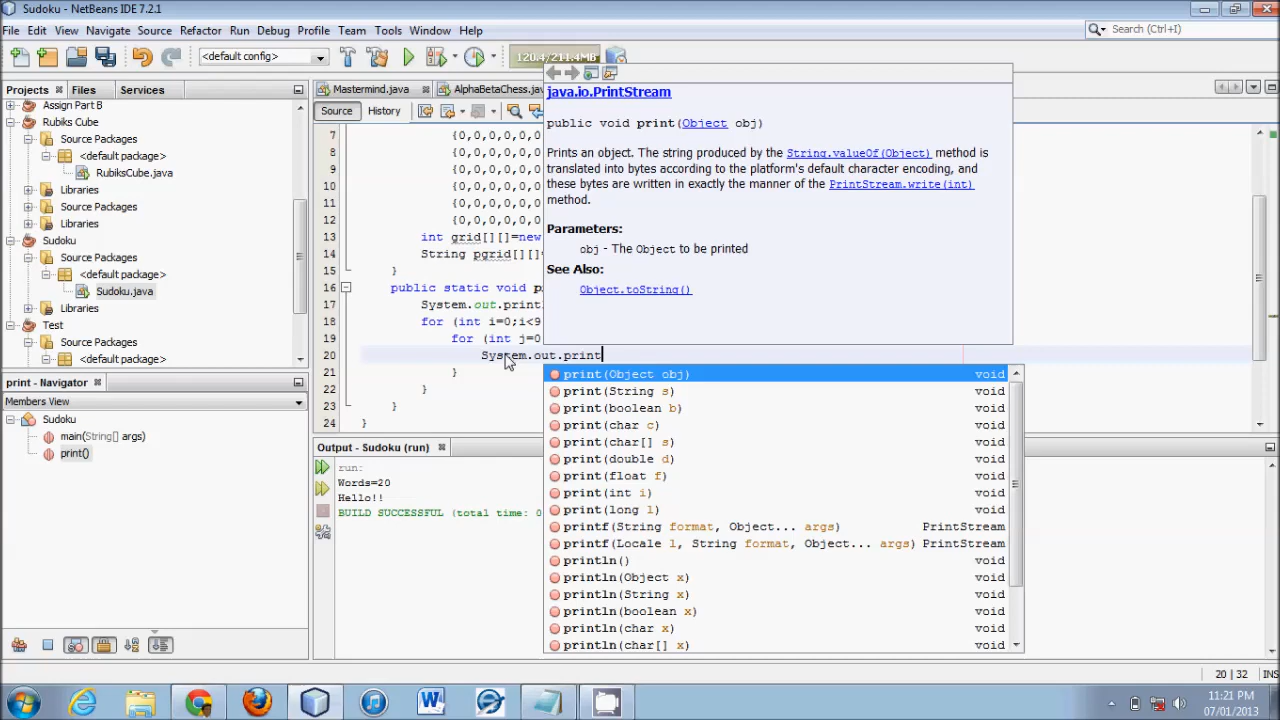 Sudoku - NetBeans IDE 7.2.1
File Edit View Navigate Source Refactor Run Debug Profile Team Tools Window Help
Search (Ctrl+I)
<default config>
120.4/211.4MB
Projects Files Services
Mastermind.java AlphaBetaChess.jav
Source History
Assign Part B
Rubiks Cube
Source Packages
<default package>
RubiksCube.java
Libraries
Source Packages
Libraries
Sudoku
Source Packages
<default package>
Sudoku.java
Libraries
Test
Source Packages
<default package>
7 {0,0,0,0,0,0
8 {0,0,0,0,0,0
9 {0,0,0,0,0,0
10 {0,0,0,0,0,0
11 {0,0,0,0,0,0
12 {0,0,0,0,0,0
13 int grid[][]=new
14 String pgrid[][]
15 }
16 public static void
17 System.out.print
18 for (int i=0;i<9
19 for (int j=0
20 System.out.print
21 }
22 }
23 }
24 }
java.io.PrintStream
public void print(Object obj)
Prints an object. The string produced by the String.valueOf(Object) method is
translated into bytes according to the platform's default character encoding, and
these bytes are written in exactly the manner of the PrintStream.write(int)
method.
Parameters:
obj - The Object to be printed
See Also:
Object.toString()
print(Object obj) void
print(String s) void
print(boolean b) void
print(char c) void
print(char[] s) void
print(double d) void
print(float f) void
print(int i) void
print(long l) void
printf(String format, Object... args) PrintStream
printf(Locale l, String format, Object... args) PrintStream
println() void
println(Object x) void
println(String x) void
println(boolean x) void
println(char x) void
println(char[] x) void
print - Navigator
Members View
Sudoku
main(String[] args)
print()
Output - Sudoku (run)
run:
Words=20
Hello!!
BUILD SUCCESSFUL (total time: 0
20 | 32 INS
11:21 PM
07/01/2013